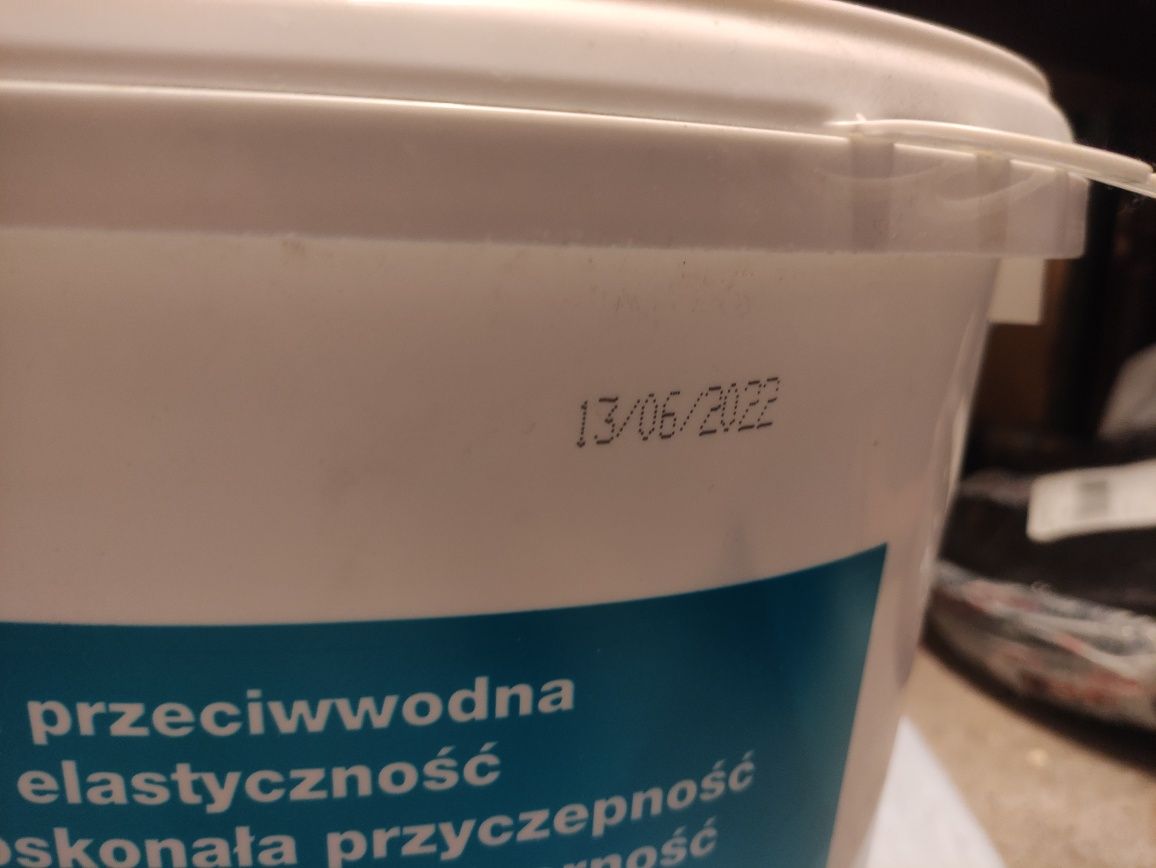 13/06/2022
przeciwwodna
elastyczność
oskonała przyczepność